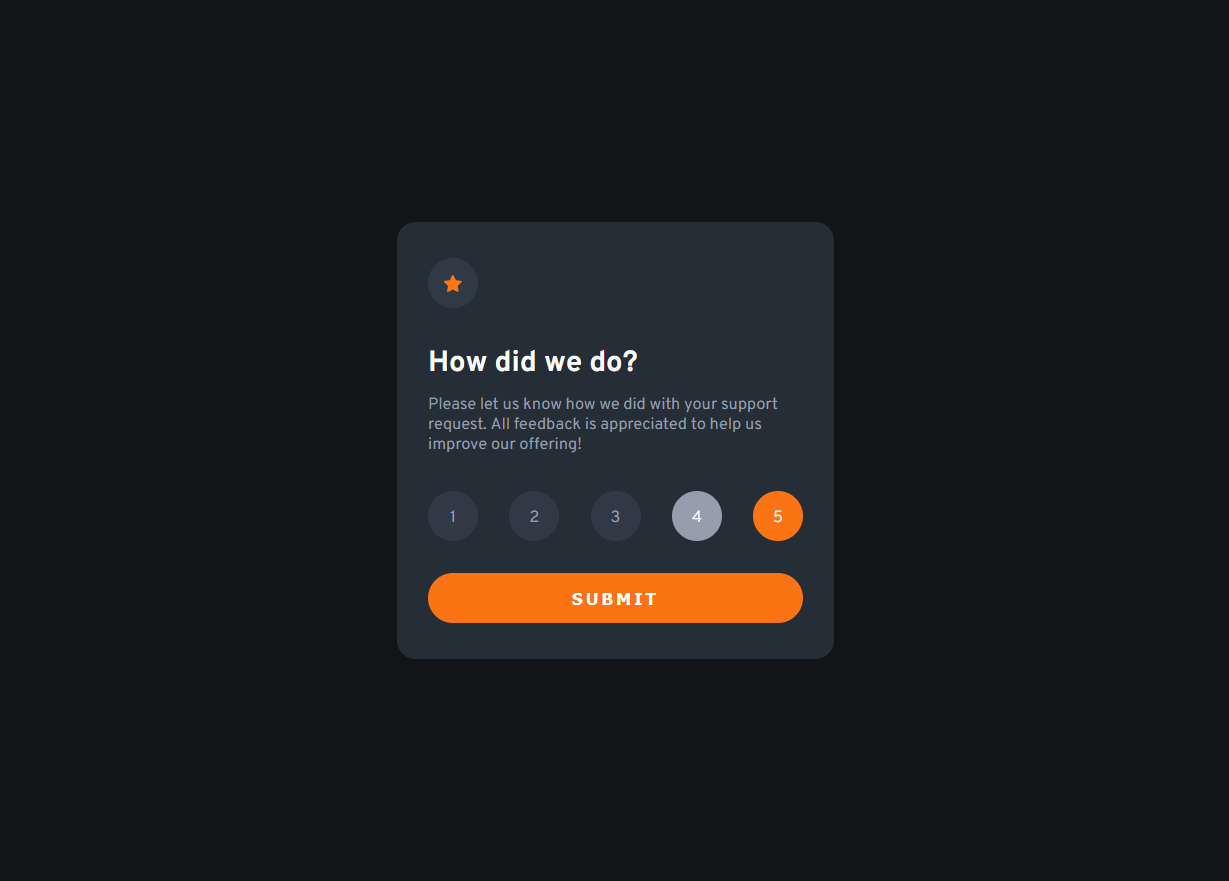 How did we do?
Please let us know how we did with your support
request. All feedback is appreciated to help us
improve our offering!
1 2 3 4 5
SUBMIT